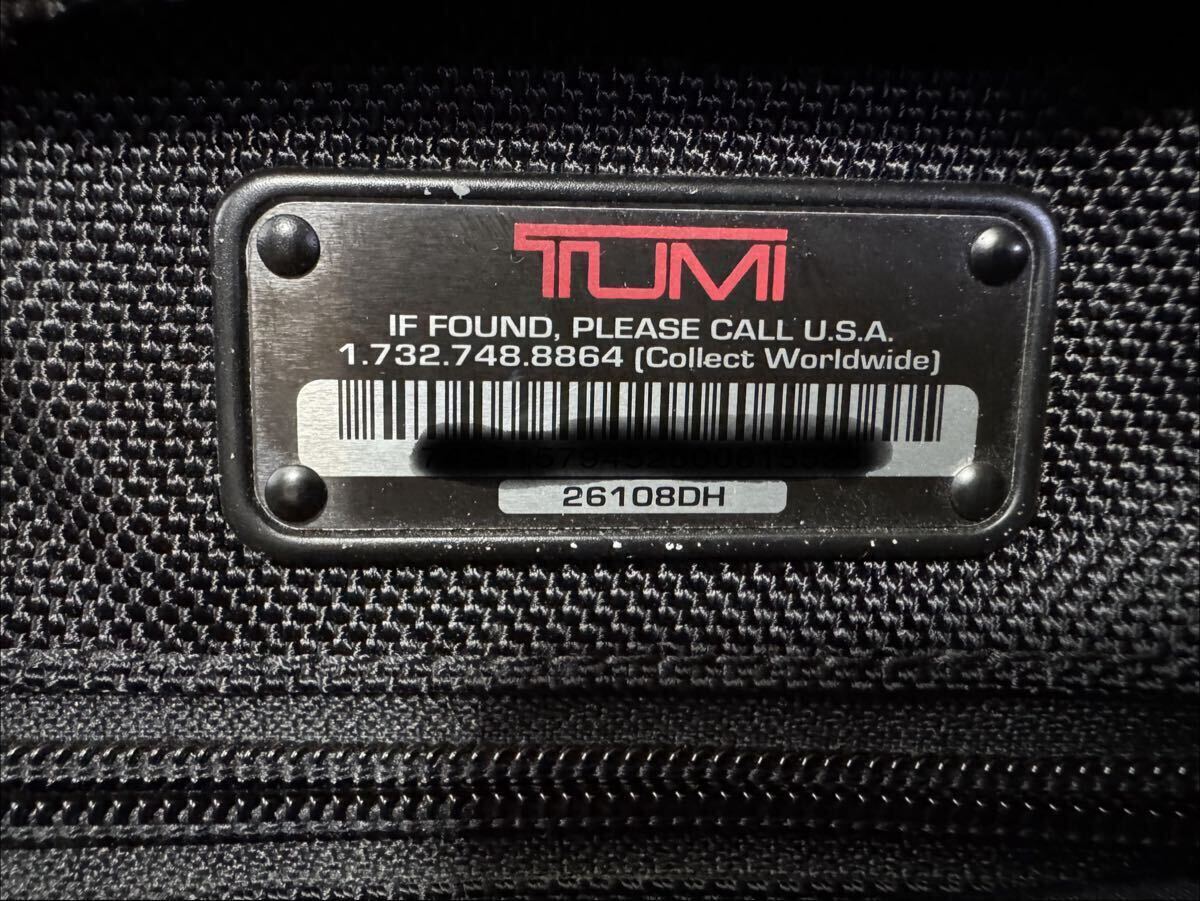 TUMI
IF FOUND, PLEASE CALL U.S.A.
1.732.748.8864 (Collect Worldwide)
26108DH